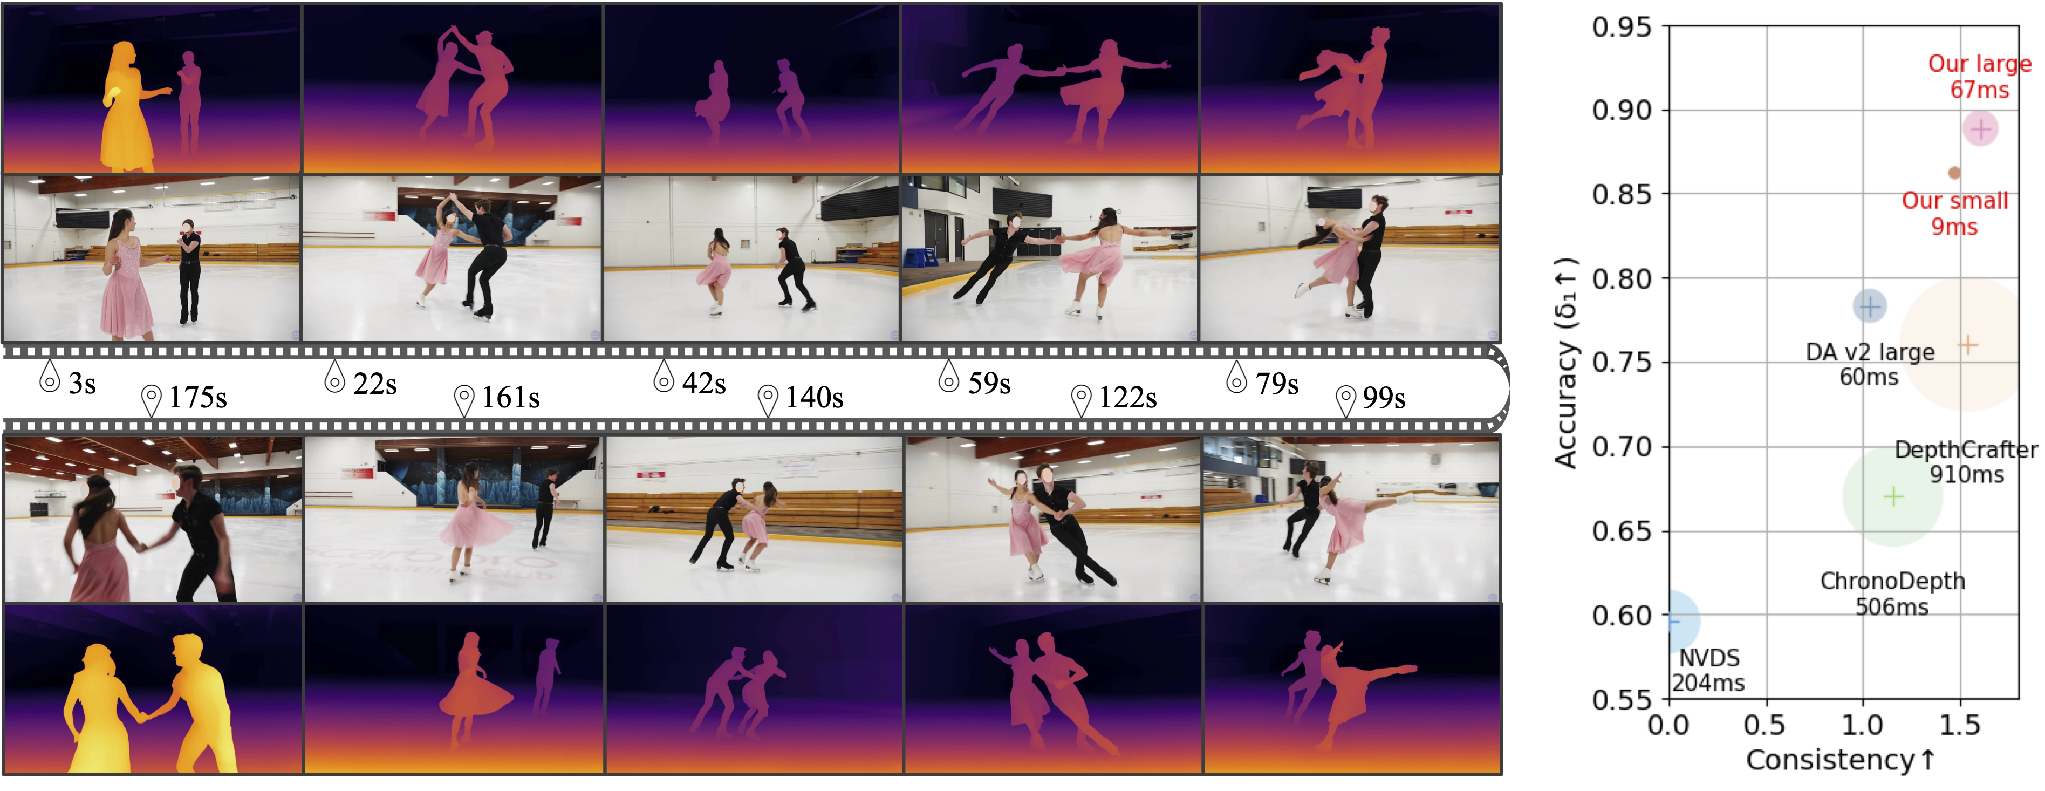 3s
22s
42s
59s
79s
175s
161s
140s
122s
99s
0.95
0.90
0.85
0.80
0.75
0.70
0.65
0.60
0.55
0.0
0.5
1.0
1.5
Accuracy (δ₁↑)
Consistency↑
Our large
67ms
Our small
9ms
DA v2 large
60ms
DepthCrafter
910ms
ChronoDepth
506ms
NVDS
204ms